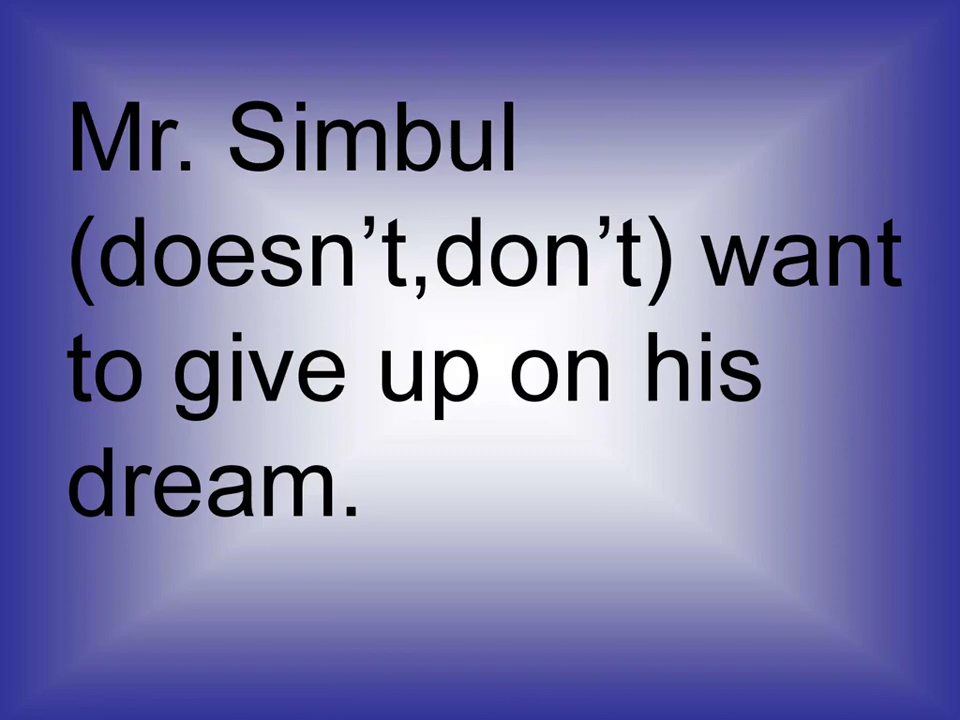 Mr. Simbul
(doesn’t,don’t) want
to give up on his
dream.